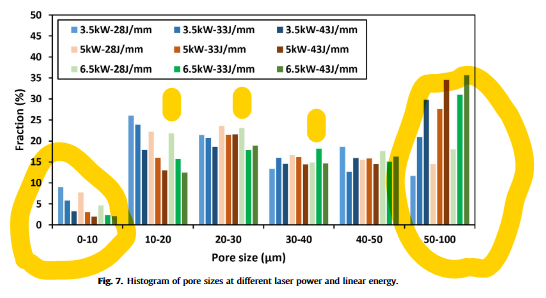 50
45
40
35
30
25
20
15
10
5
0
Fraction (%)
3.5kW-28J/mm 3.5kW-33J/mm 3.5kW-43J/mm
5kW-28J/mm 5kW-33J/mm 5kW-43J/mm
6.5kW-28J/mm 6.5kW-33J/mm 6.5kW-43J/mm
0-10 10-20 20-30 30-40 40-50 50-100
Pore size (µm)
Fig. 7. Histogram of pore sizes at different laser power and linear energy.